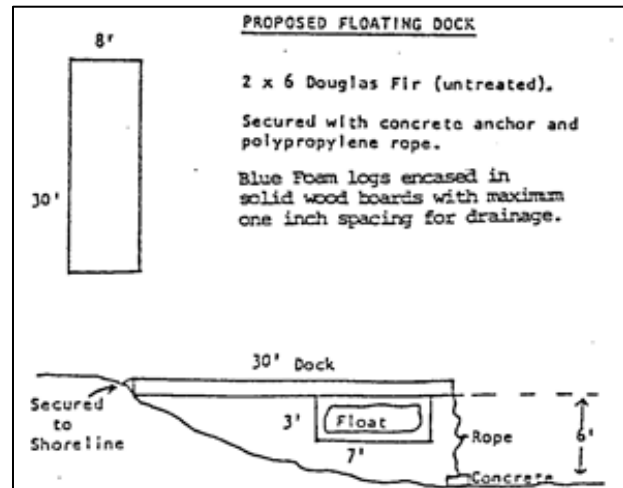 PROPOSED FLOATING DOCK
8'
2 x 6 Douglas Fir (untreated).
Secured with concrete anchor and
polypropylene rope.
Blue Foam logs encased in
solid wood boards with maximum
one inch spacing for drainage.
30'
30' Dock
Secured
to
Shoreline
3'
Float
7'
Rope
6'
Concrete